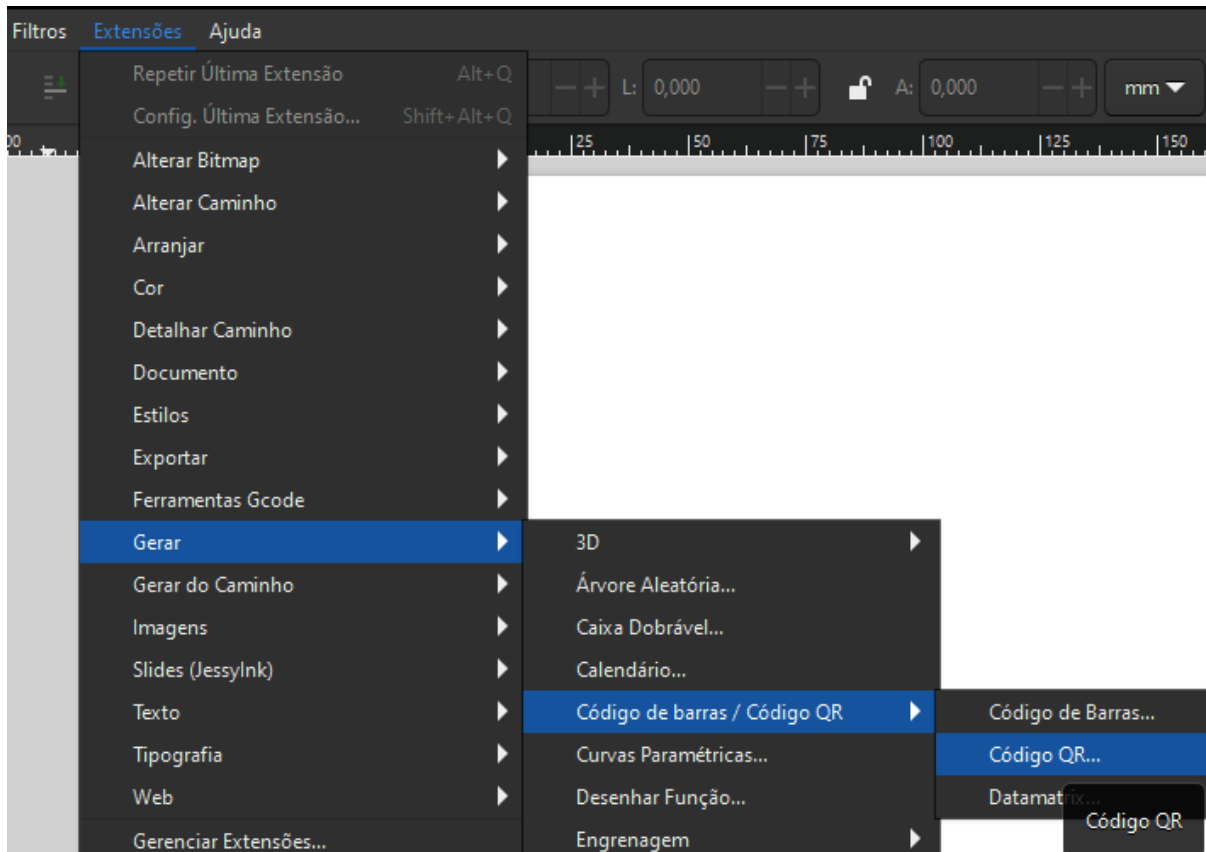 Filtros Extensões Ajuda
Repetir Última Extensão Alt+Q
Config. Última Extensão... Shift+Alt+Q
L: 0,000 A: 0,000 mm
25 50 75 100 125 150
Alterar Bitmap
Alterar Caminho
Arranjar
Cor
Detalhar Caminho
Documento
Estilos
Exportar
Ferramentas Gcode
Gerar
Gerar do Caminho
Imagens
Slides (JessyInk)
Texto
Tipografia
Web
Gerenciar Extensões...
3D
Árvore Aleatória...
Caixa Dobrável...
Calendário...
Código de barras / Código QR
Curvas Paramétricas...
Desenhar Função...
Engrenagem
Código de Barras...
Código QR...
Datamatrix...
Código QR